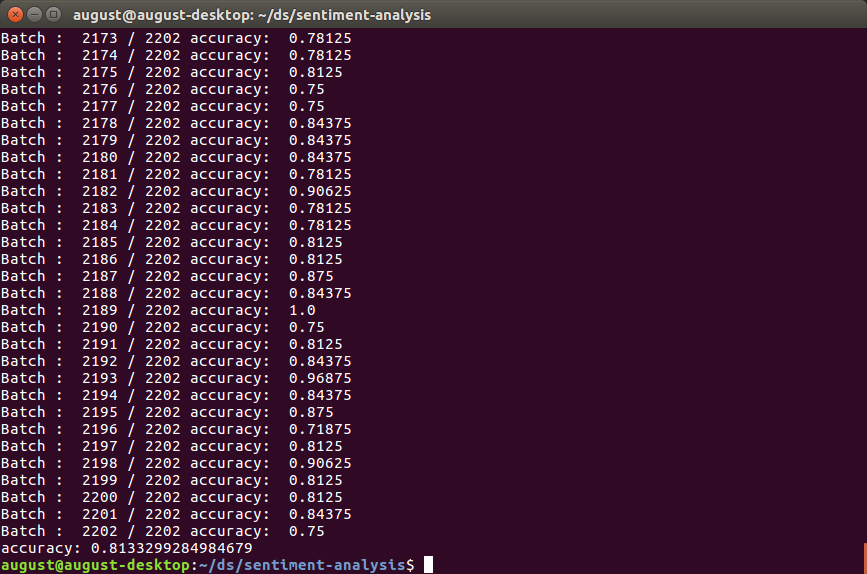 august@august-desktop: ~/ds/sentiment-analysis
Batch :  2173 / 2202 accuracy:  0.78125
Batch :  2174 / 2202 accuracy:  0.78125
Batch :  2175 / 2202 accuracy:  0.8125
Batch :  2176 / 2202 accuracy:  0.75
Batch :  2177 / 2202 accuracy:  0.75
Batch :  2178 / 2202 accuracy:  0.84375
Batch :  2179 / 2202 accuracy:  0.84375
Batch :  2180 / 2202 accuracy:  0.84375
Batch :  2181 / 2202 accuracy:  0.78125
Batch :  2182 / 2202 accuracy:  0.90625
Batch :  2183 / 2202 accuracy:  0.78125
Batch :  2184 / 2202 accuracy:  0.78125
Batch :  2185 / 2202 accuracy:  0.8125
Batch :  2186 / 2202 accuracy:  0.8125
Batch :  2187 / 2202 accuracy:  0.875
Batch :  2188 / 2202 accuracy:  0.84375
Batch :  2189 / 2202 accuracy:  1.0
Batch :  2190 / 2202 accuracy:  0.75
Batch :  2191 / 2202 accuracy:  0.8125
Batch :  2192 / 2202 accuracy:  0.84375
Batch :  2193 / 2202 accuracy:  0.96875
Batch :  2194 / 2202 accuracy:  0.84375
Batch :  2195 / 2202 accuracy:  0.875
Batch :  2196 / 2202 accuracy:  0.71875
Batch :  2197 / 2202 accuracy:  0.8125
Batch :  2198 / 2202 accuracy:  0.90625
Batch :  2199 / 2202 accuracy:  0.8125
Batch :  2200 / 2202 accuracy:  0.8125
Batch :  2201 / 2202 accuracy:  0.84375
Batch :  2202 / 2202 accuracy:  0.75
accuracy: 0.8133299284984679
august@august-desktop:~/ds/sentiment-analysis$